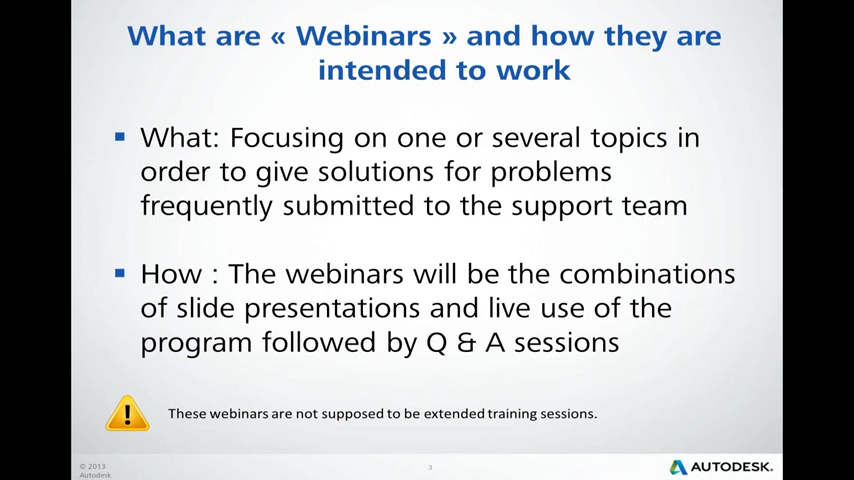 What are « Webinars » and how they are
intended to work
What: Focusing on one or several topics in
order to give solutions for problems
frequently submitted to the support team
How : The webinars will be the combinations
of slide presentations and live use of the
program followed by Q & A sessions
These webinars are not supposed to be extended training sessions.
© 2013
Autodesk
3
AUTODESK.